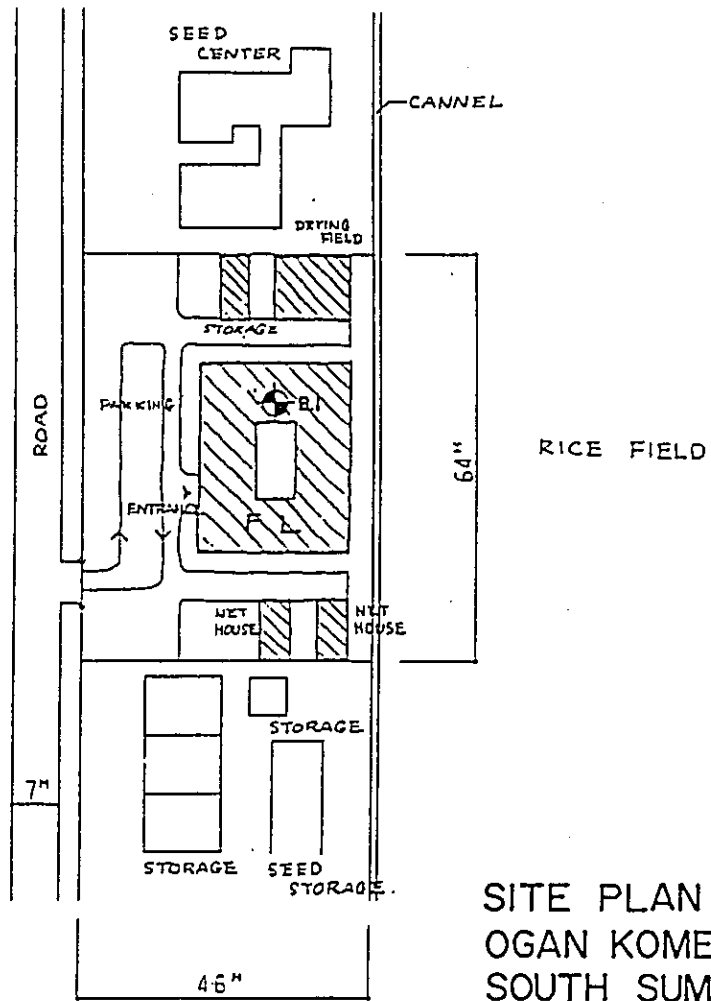 SEED
CENTER
CANNEL
DRYING
FIELD
STORAGE
PARKING
B.1
ROAD
64M
RICE FIELD
F L
NET
HOUSE
NET
HOUSE
STORAGE
7M
STORAGE
SEED
STORAGE.
46M
SITE PLAN
OGAN KOME
SOUTH SUM